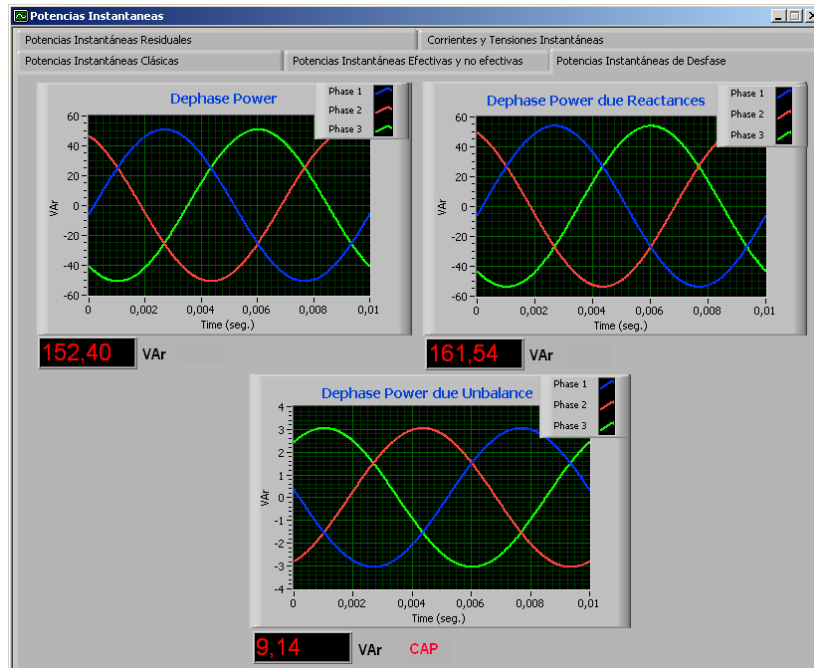 Potencias Instantaneas
Potencias Instantáneas Residuales
Corrientes y Tensiones Instantáneas
Potencias Instantáneas Clásicas
Potencias Instantáneas Efectivas y no efectivas
Potencias Instantáneas de Desfase
Dephase Power
Phase 1
Phase 2
Phase 3
60
40
20
0
-20
-40
-60
VAr
0 0,002 0,004 0,006 0,008 0,01
Time (seg.)
152,40 VAr
Dephase Power due Reactances
Phase 1
Phase 2
Phase 3
60
40
20
0
-20
-40
-60
VAr
0 0,002 0,004 0,006 0,008 0,01
Time (seg.)
161,54 VAr
Dephase Power due Unbalance
Phase 1
Phase 2
Phase 3
4
3
2
1
0
-1
-2
-3
-4
VAr
0 0,002 0,004 0,006 0,008 0,01
Time (seg.)
9,14 VAr CAP